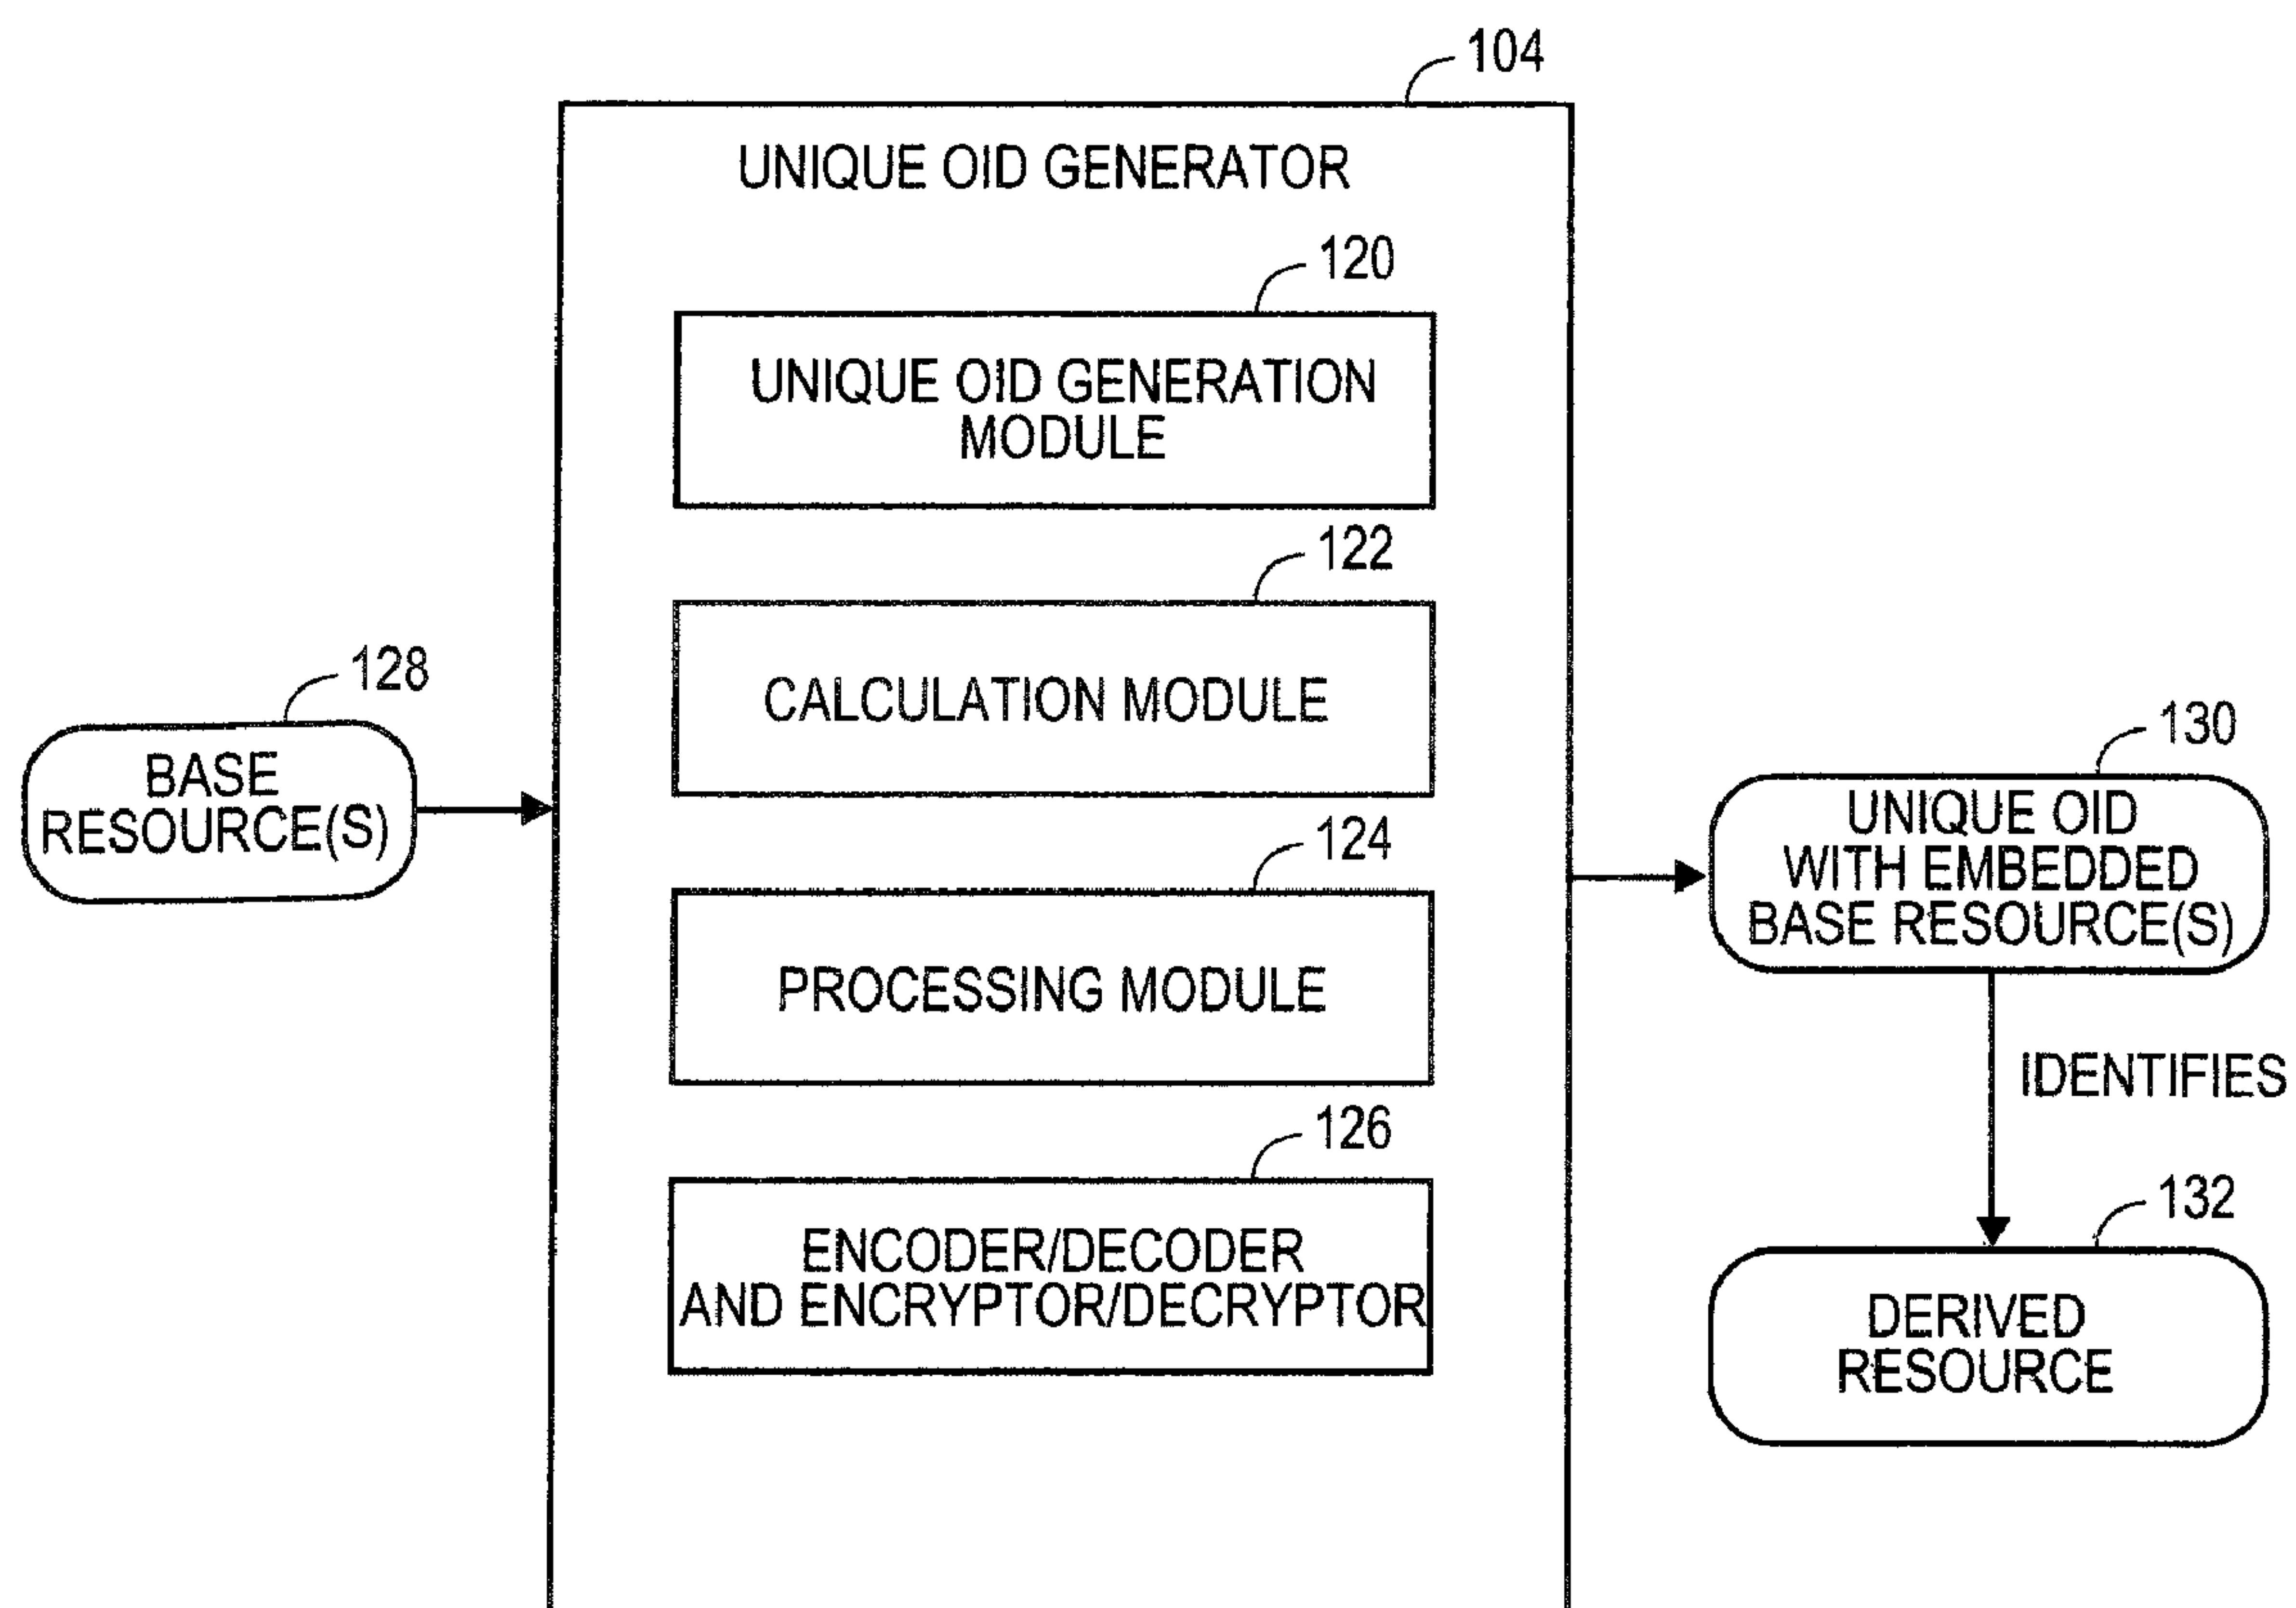 104
UNIQUE OID GENERATOR
120
UNIQUE OID GENERATION
MODULE
122
CALCULATION MODULE
128
BASE
RESOURCE(S)
124
PROCESSING MODULE
130
UNIQUE OID
WITH EMBEDDED
BASE RESOURCE(S)
IDENTIFIES
126
ENCODER/DECODER
AND ENCRYPTOR/DECRYPTOR
132
DERIVED
RESOURCE